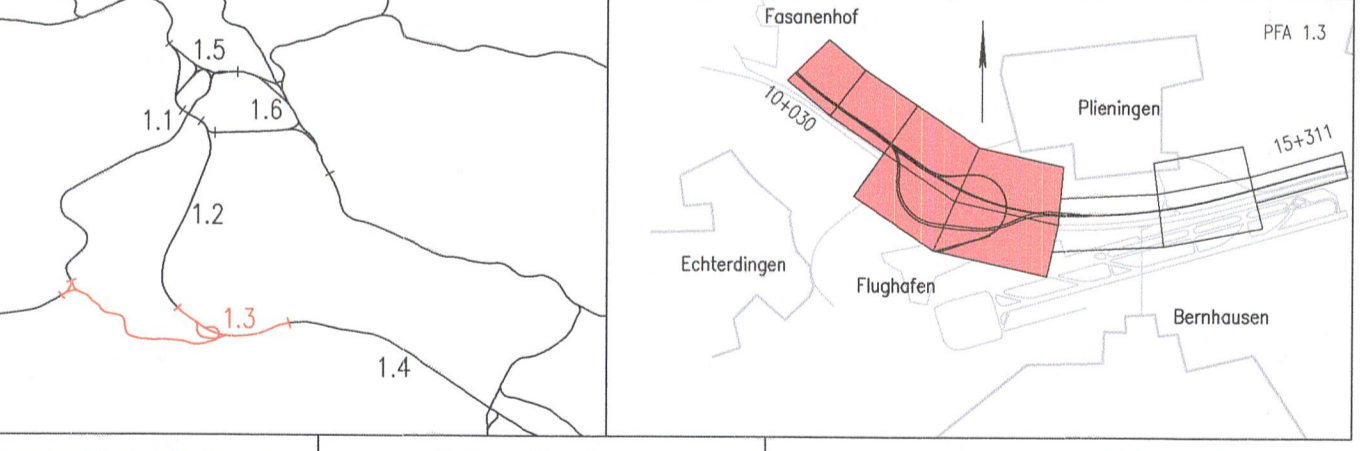 1.5
1.6
1.1
1.2
1.3
1.4
Fasanenhof
PFA 1.3
10+030
Plieningen
15+311
Echterdingen
Flughafen
Bernhausen